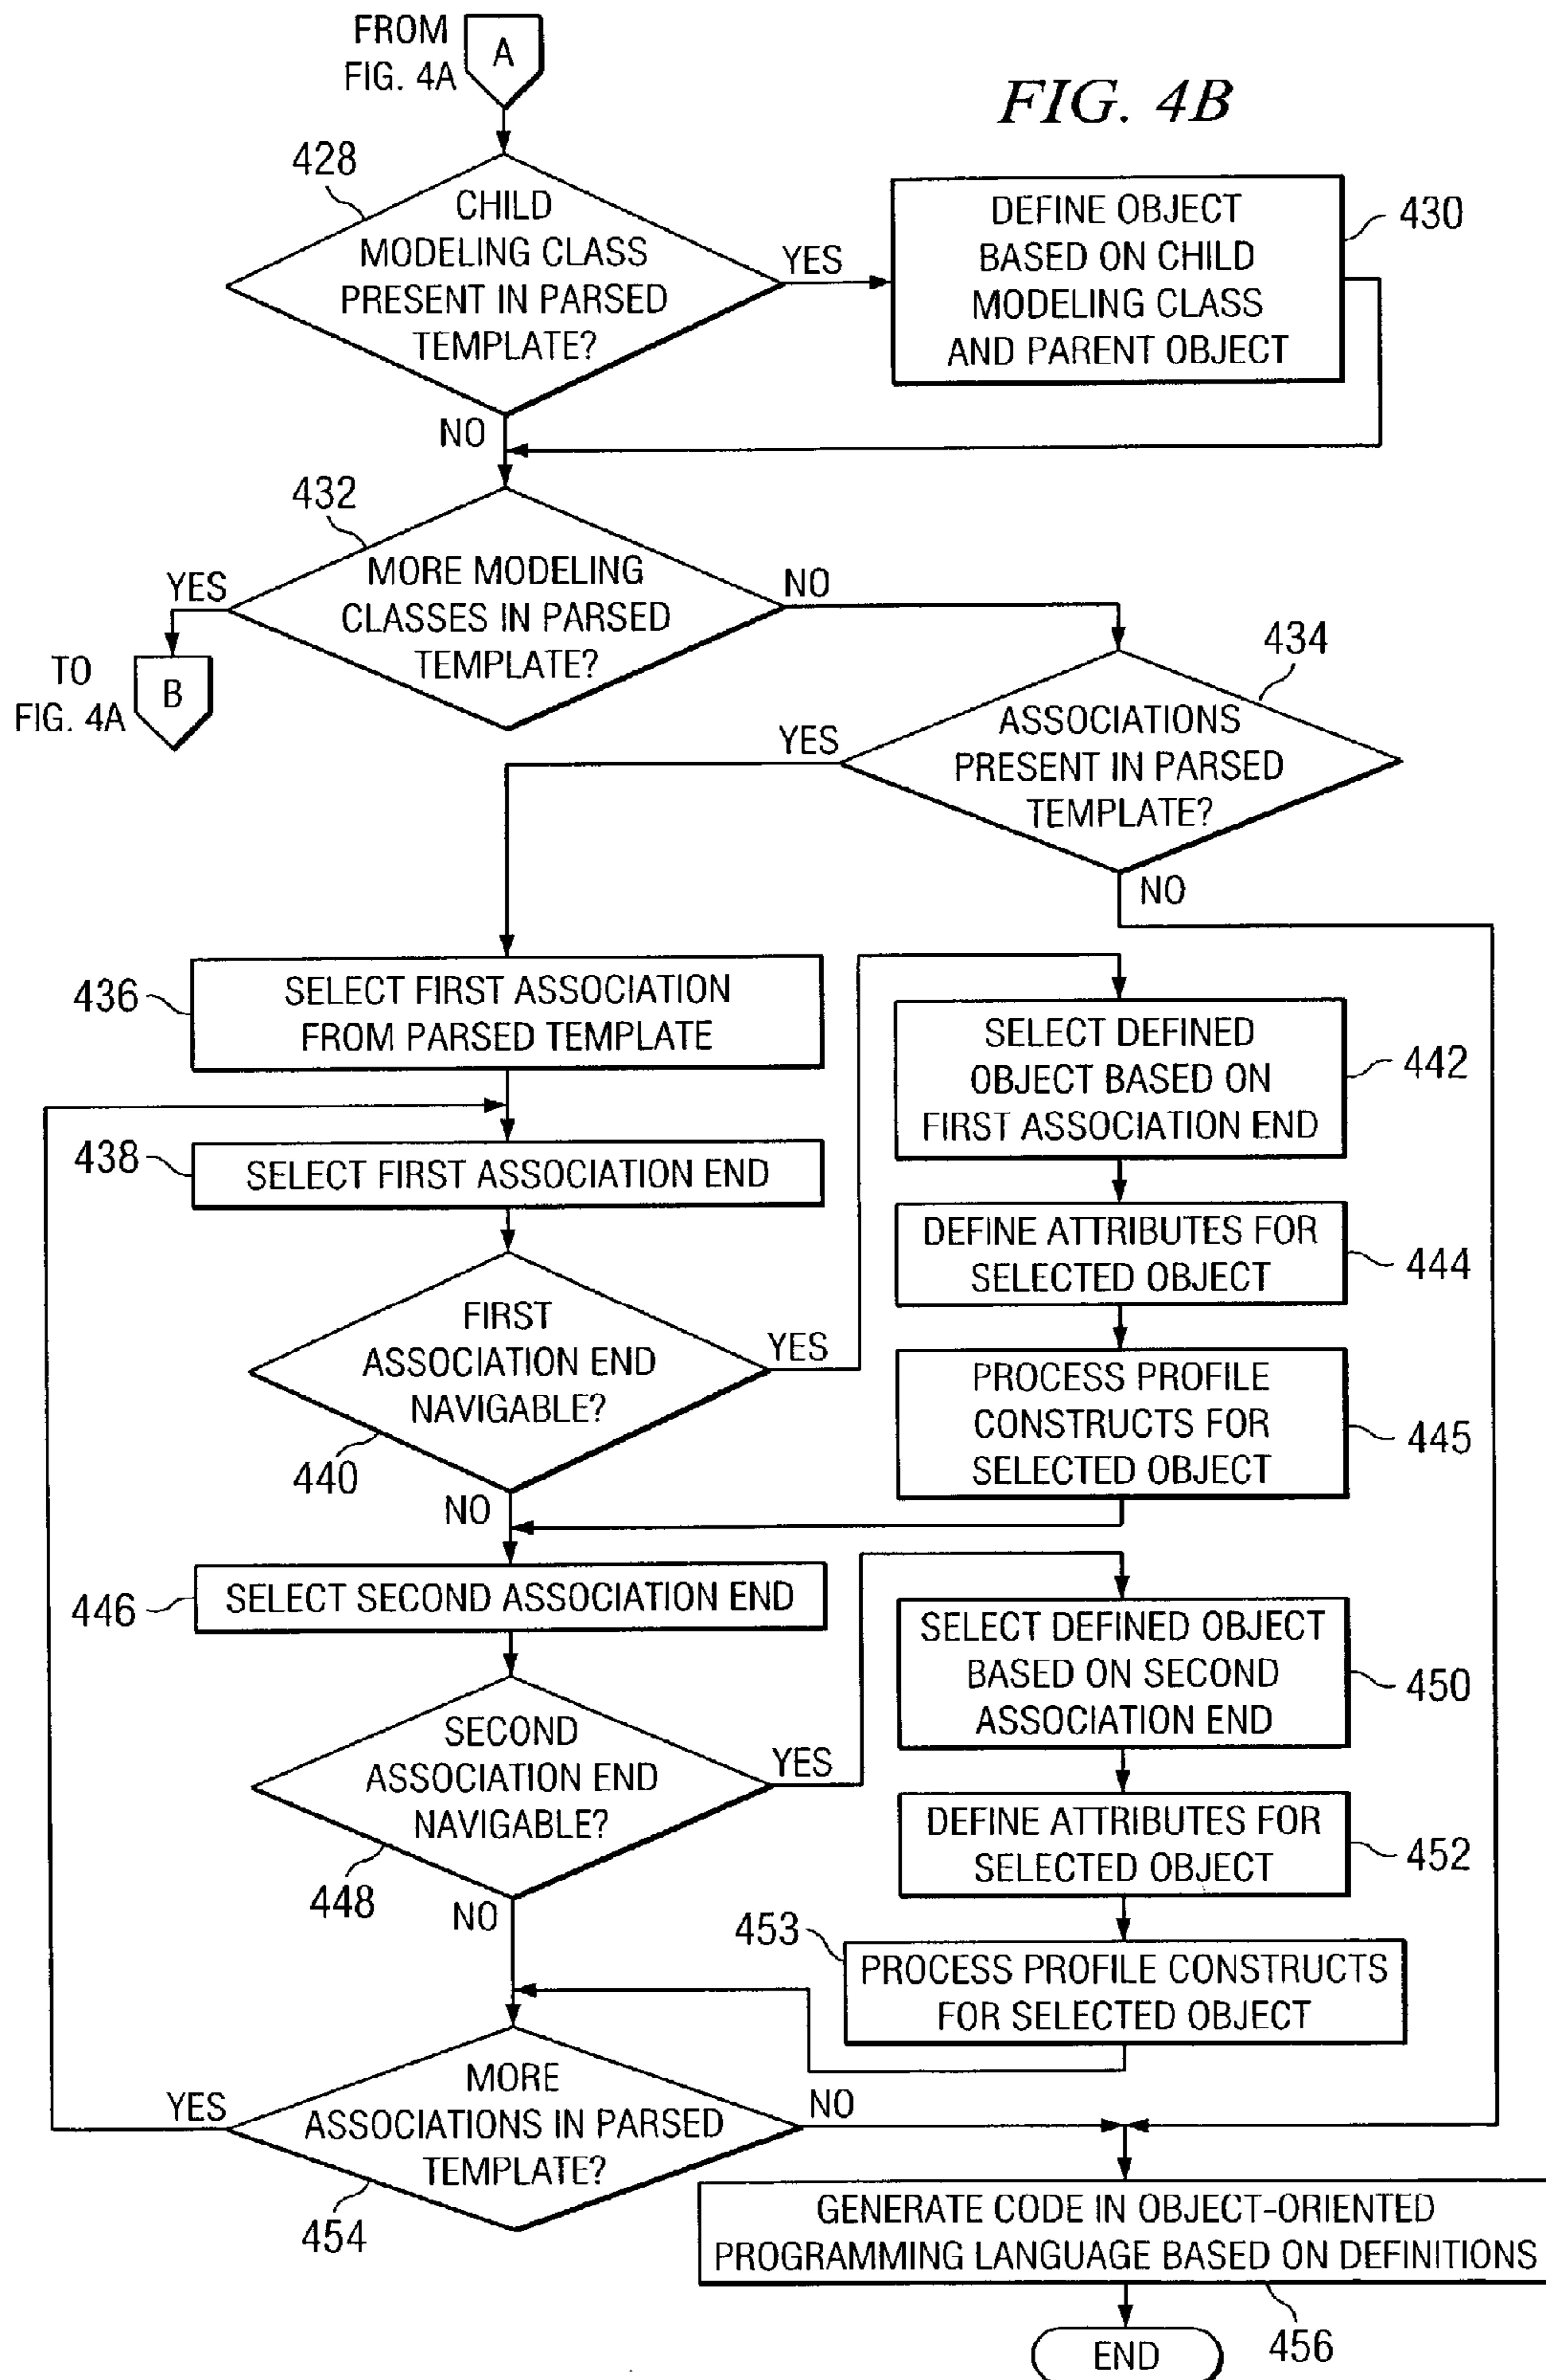 FROM
FIG. 4A
A
FIG. 4B
428
CHILD
MODELING CLASS
PRESENT IN PARSED
TEMPLATE?
YES
DEFINE OBJECT
BASED ON CHILD
MODELING CLASS
AND PARENT OBJECT
430
NO
432
MORE MODELING
CLASSES IN PARSED
TEMPLATE?
YES
NO
TO
FIG. 4A
B
434
ASSOCIATIONS
PRESENT IN PARSED
TEMPLATE?
YES
NO
436
SELECT FIRST ASSOCIATION
FROM PARSED TEMPLATE
438
SELECT FIRST ASSOCIATION END
FIRST
ASSOCIATION END
NAVIGABLE?
YES
440
NO
SELECT DEFINED
OBJECT BASED ON
FIRST ASSOCIATION END
442
DEFINE ATTRIBUTES FOR
SELECTED OBJECT
444
PROCESS PROFILE
CONSTRUCTS FOR
SELECTED OBJECT
445
446
SELECT SECOND ASSOCIATION END
SECOND
ASSOCIATION END
NAVIGABLE?
YES
448
NO
SELECT DEFINED OBJECT
BASED ON SECOND
ASSOCIATION END
450
DEFINE ATTRIBUTES FOR
SELECTED OBJECT
452
453
PROCESS PROFILE CONSTRUCTS
FOR SELECTED OBJECT
MORE
ASSOCIATIONS IN PARSED
TEMPLATE?
YES
NO
454
GENERATE CODE IN OBJECT-ORIENTED
PROGRAMMING LANGUAGE BASED ON DEFINITIONS
456
END